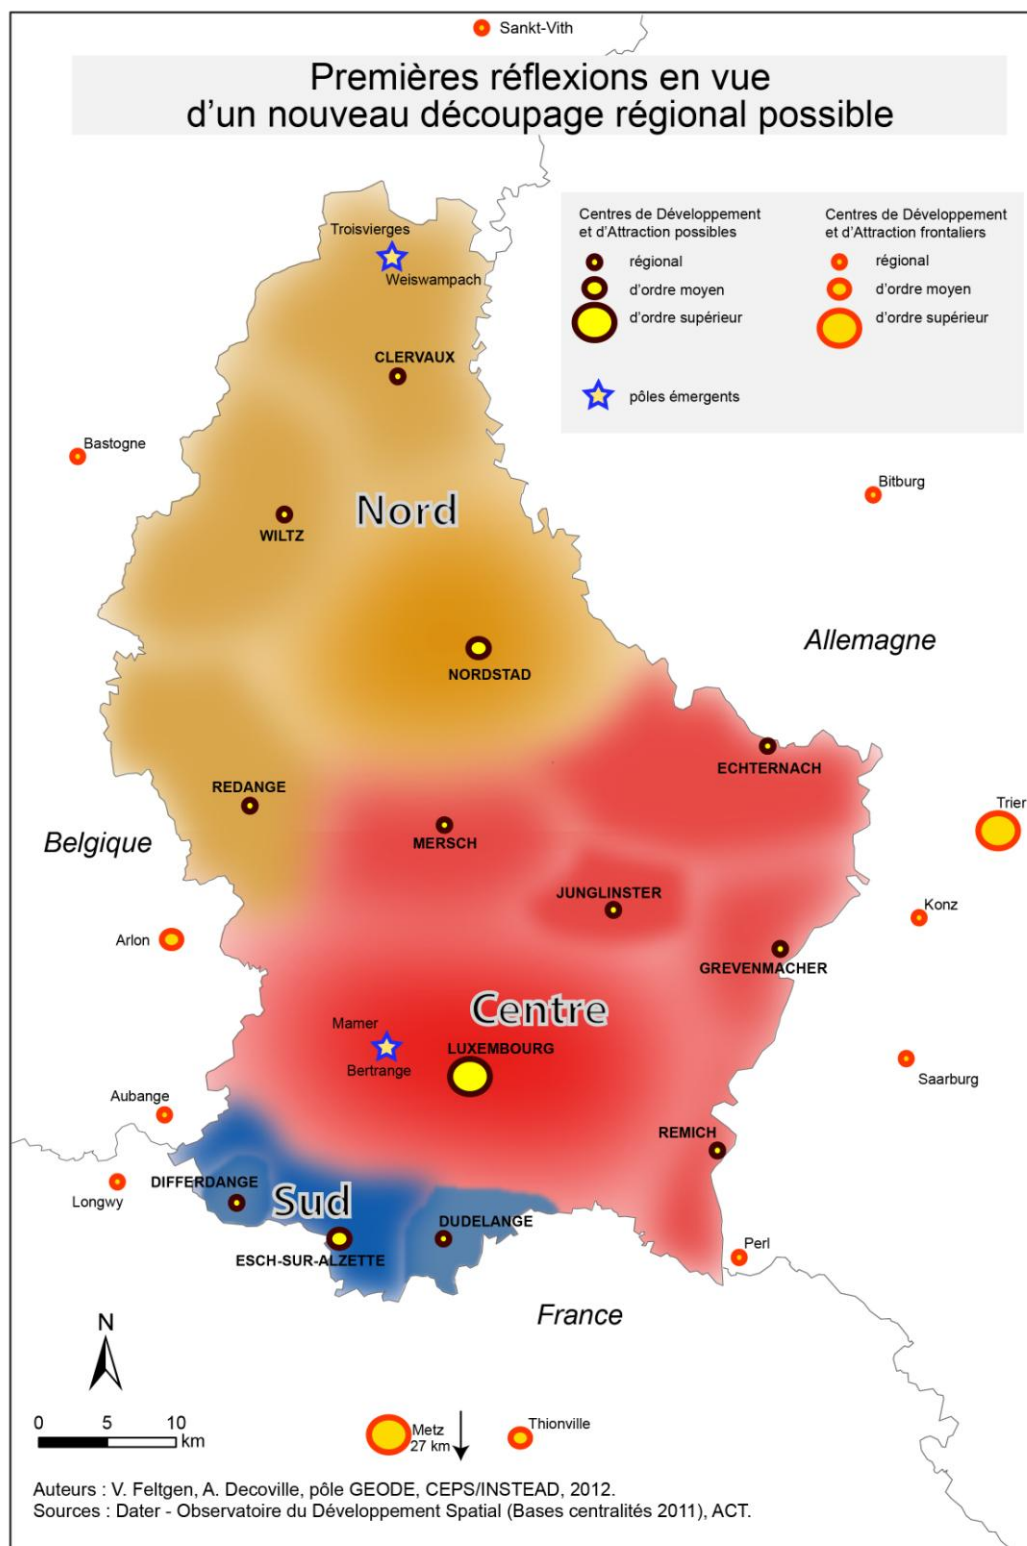 Sankt-Vith
Premières réflexions en vue
d'un nouveau découpage régional possible
Centres de Développement
et d'Attraction possibles
régional
d'ordre moyen
d'ordre supérieur
pôles émergents
Centres de Développement
et d'Attraction frontaliers
régional
d'ordre moyen
d'ordre supérieur
Troisvierges
Weiswampach
CLERVAUX
Bastogne
Bitburg
Nord
WILTZ
Allemagne
NORDSTAD
ECHTERNACH
REDANGE
Trier
Belgique
MERSCH
JUNGLINSTER
Konz
Arlon
GREVENMACHER
Centre
Mamer
LUXEMBOURG
Bertrange
Saarburg
Aubange
REMICH
DIFFERDANGE
Longwy
Sud
DUDELANGE
ESCH-SUR-ALZETTE
Perl
France
N
0 5 10
km
Metz
27 km
Thionville
Auteurs : V. Feltgen, A. Decoville, pôle GEODE, CEPS/INSTEAD, 2012.
Sources : Dater - Observatoire du Développement Spatial (Bases centralités 2011), ACT.